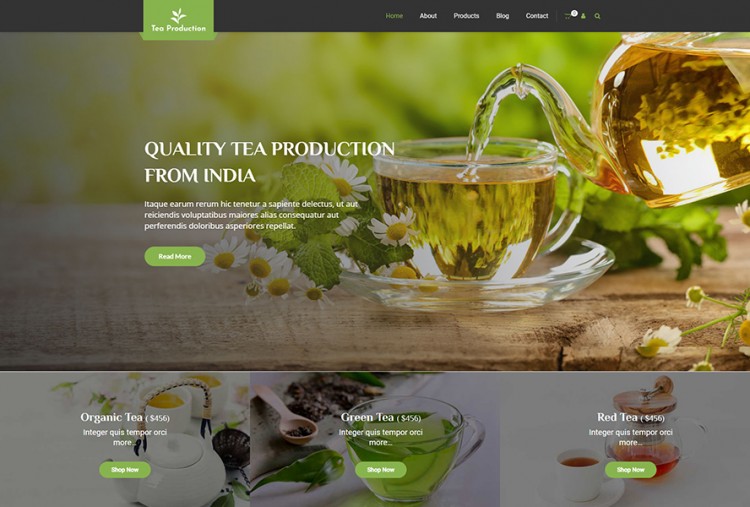 Tea Production
Home About Products Blog Contact 0
QUALITY TEA PRODUCTION
FROM INDIA
Itaque earum rerum hic tenetur a sapiente delectus, ut aut
reiciendis voluptatibus maiores alias consequatur aut
perferendis doloribus asperiores repellat.
Read More
Organic Tea ( $456)
Integer quis tempor orci
more...
Shop Now
Green Tea ( $456)
Integer quis tempor orci
more...
Shop Now
Red Tea ( $456)
Integer quis tempor orci
more...
Shop Now